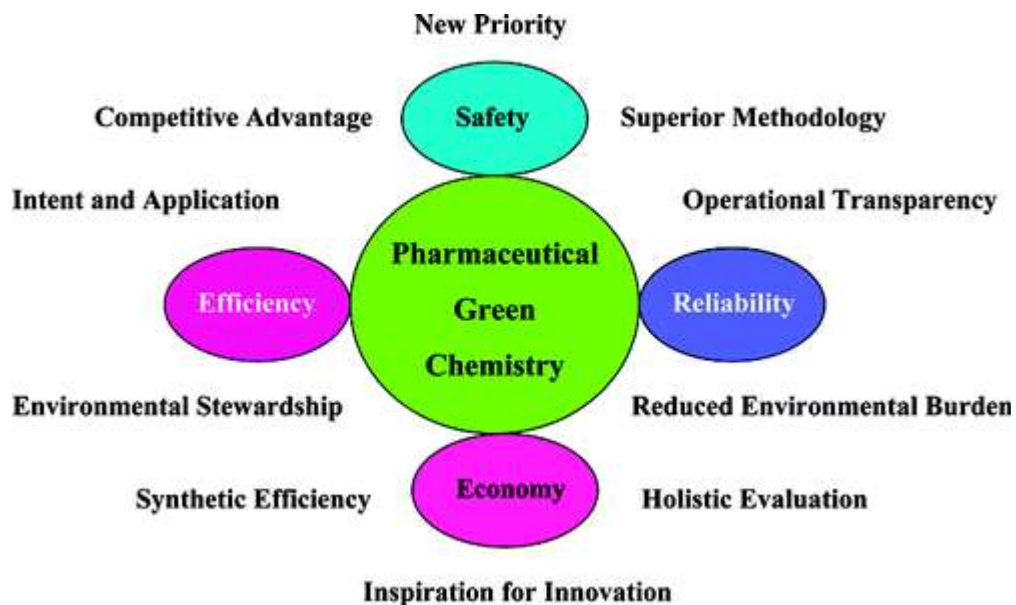 New Priority
Competitive Advantage
Safety
Superior Methodology
Intent and Application
Operational Transparency
Pharmaceutical
Green
Chemistry
Efficiency
Reliability
Environmental Stewardship
Reduced Environmental Burden
Synthetic Efficiency
Economy
Holistic Evaluation
Inspiration for Innovation